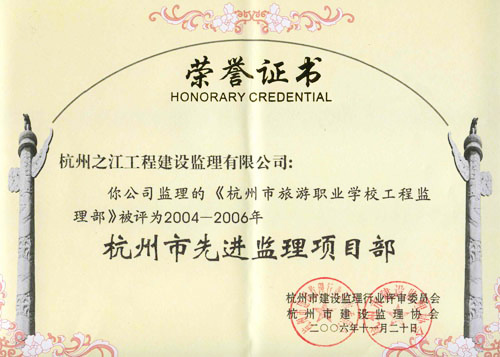 荣誉证书
HONORARY CREDENTIAL
杭州之江工程建设监理有限公司:
你公司监理的《杭州市旅游职业学校工程监
理部》被评为2004—2006年
杭州市先进监理项目部
杭州市建设监理行业评审委员会
杭州市建设监理协会
二〇〇六年十一月二十日